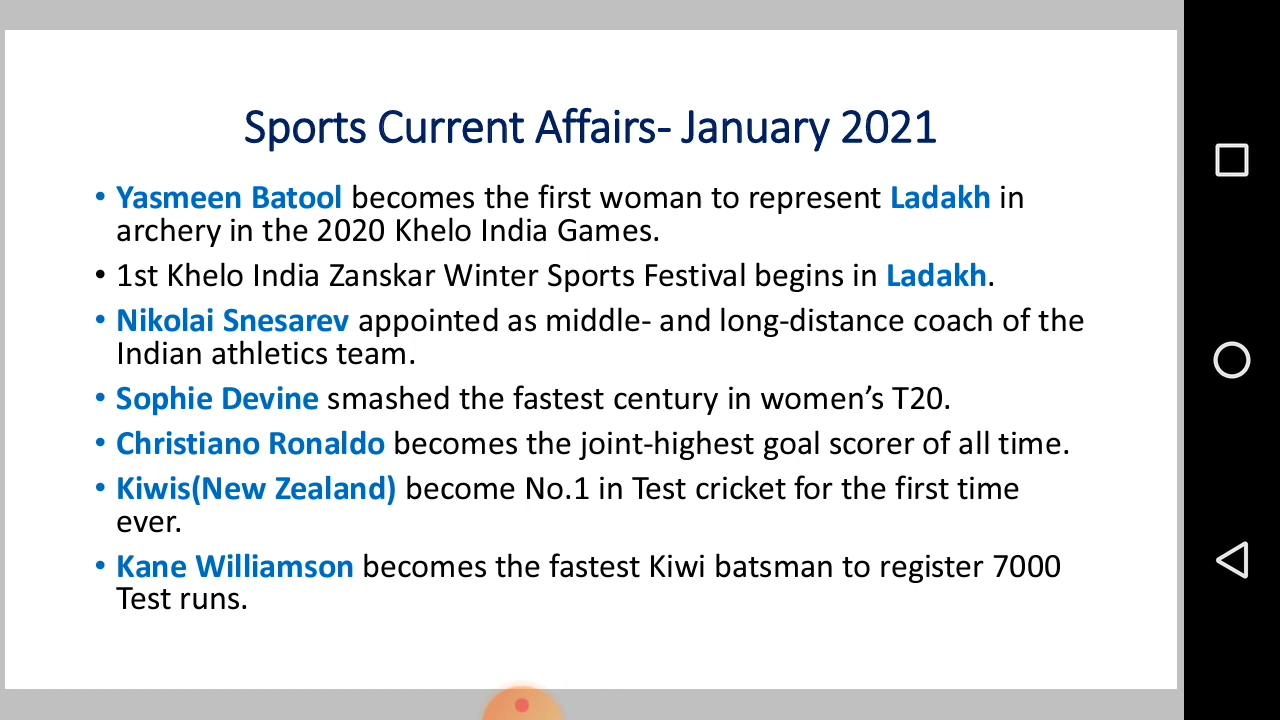 Sports Current Affairs- January 2021
• Yasmeen Batool becomes the first woman to represent Ladakh in
archery in the 2020 Khelo India Games.
• 1st Khelo India Zanskar Winter Sports Festival begins in Ladakh.
• Nikolai Snesarev appointed as middle- and long-distance coach of the
Indian athletics team.
• Sophie Devine smashed the fastest century in women’s T20.
• Christiano Ronaldo becomes the joint-highest goal scorer of all time.
• Kiwis(New Zealand) become No.1 in Test cricket for the first time
ever.
• Kane Williamson becomes the fastest Kiwi batsman to register 7000
Test runs.